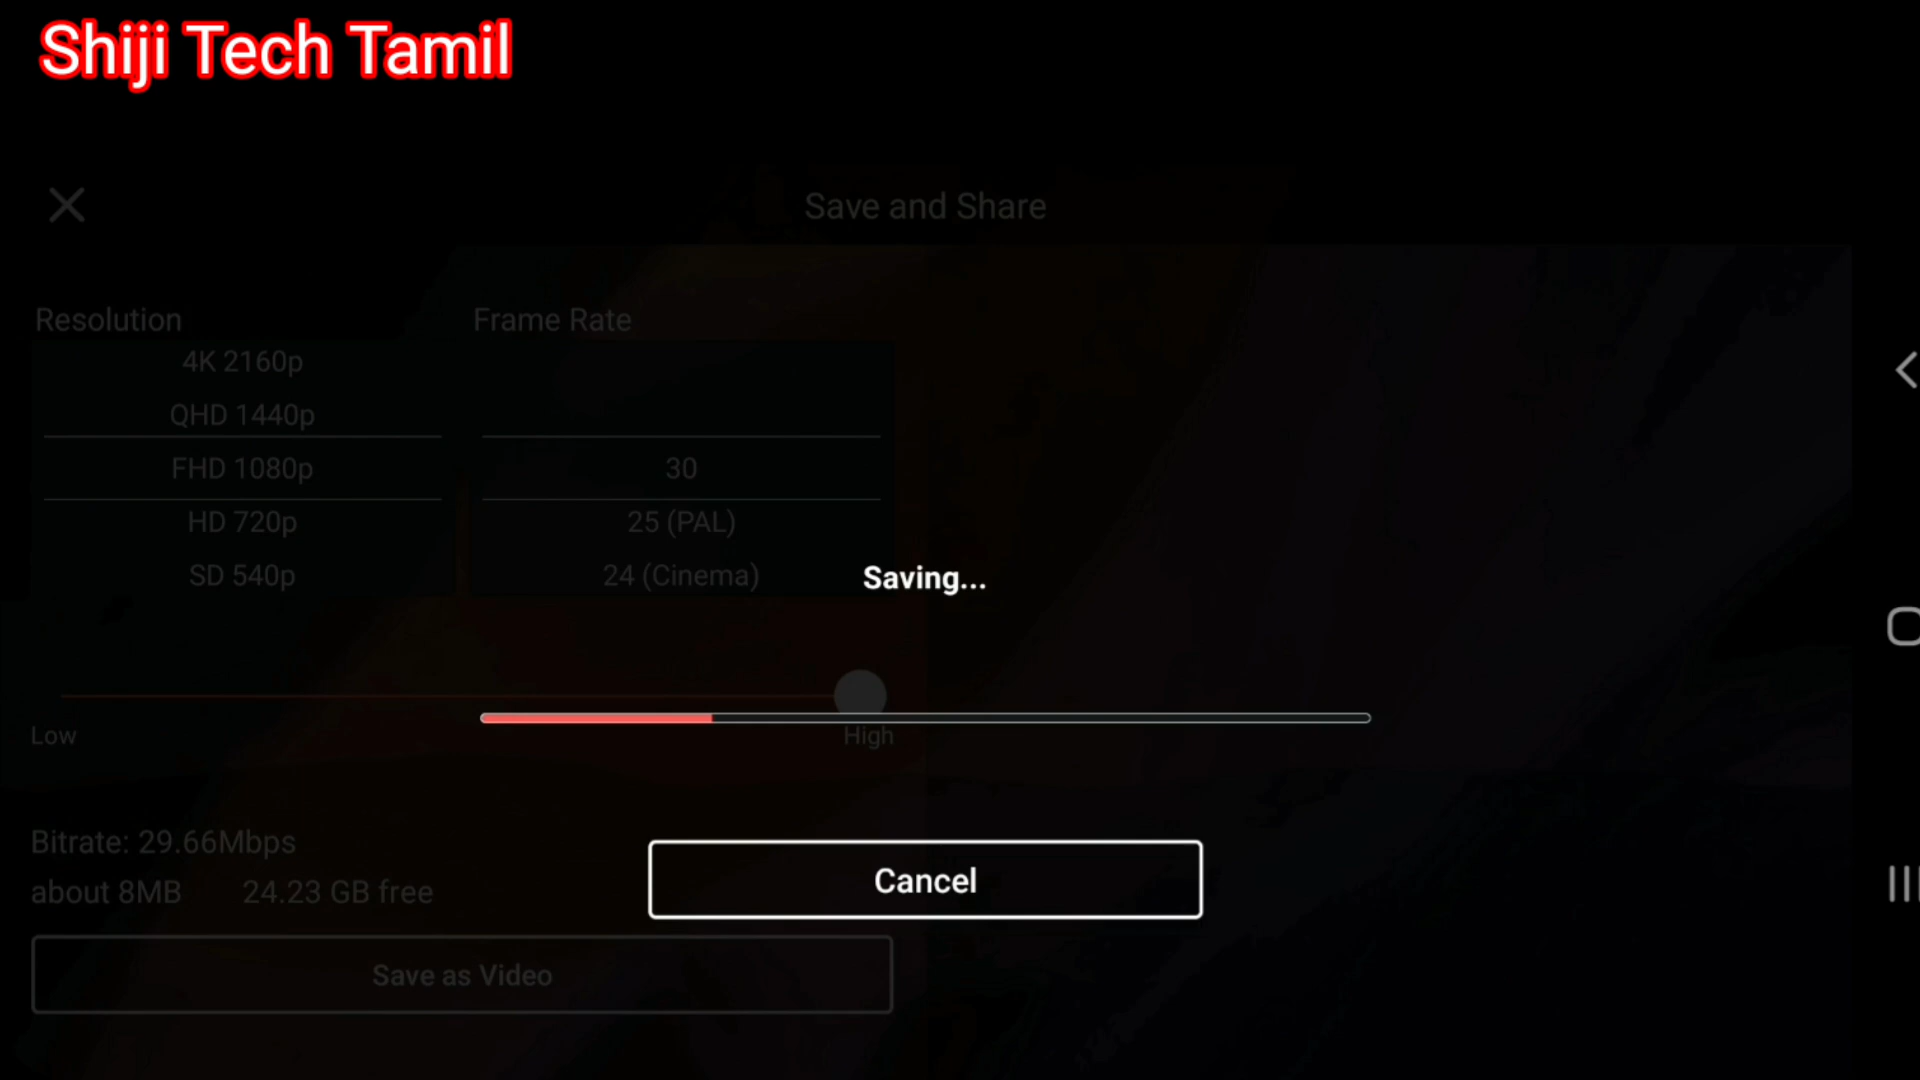 Shiji Tech Tamil
Save and Share
Resolution
Frame Rate
4K 2160p
QHD 1440p
FHD 1080p
30
HD 720p
25 (PAL)
SD 540p
24 (Cinema)
Saving...
Low
High
Bitrate: 29.66Mbps
about 8MB 24.23 GB free
Cancel
Save as Video